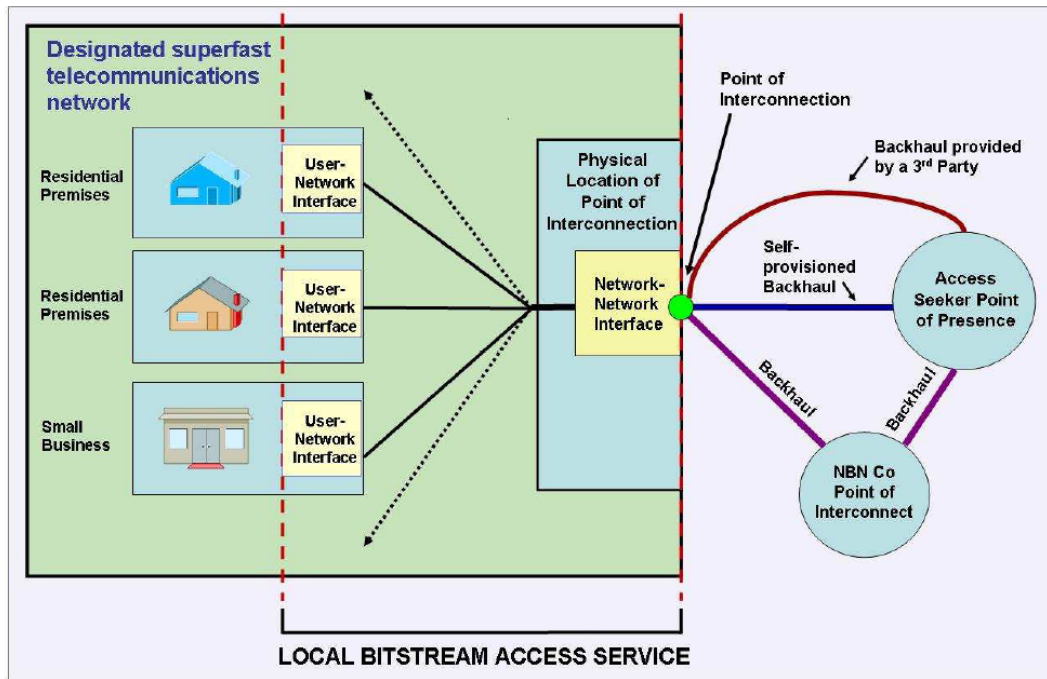 Designated superfast
telecommunications
network
Residential
Premises
User-
Network
Interface
Residential
Premises
User-
Network
Interface
Small
Business
User-
Network
Interface
Physical
Location of
Point of
Interconnection
Network-
Network
Interface
Point of
Interconnection
Backhaul provided
by a 3rd Party
Self-
provisioned
Backhaul
Access
Seeker Point
of Presence
Backhaul
Backhaul
NBN Co
Point of
Interconnect
LOCAL BITSTREAM ACCESS SERVICE